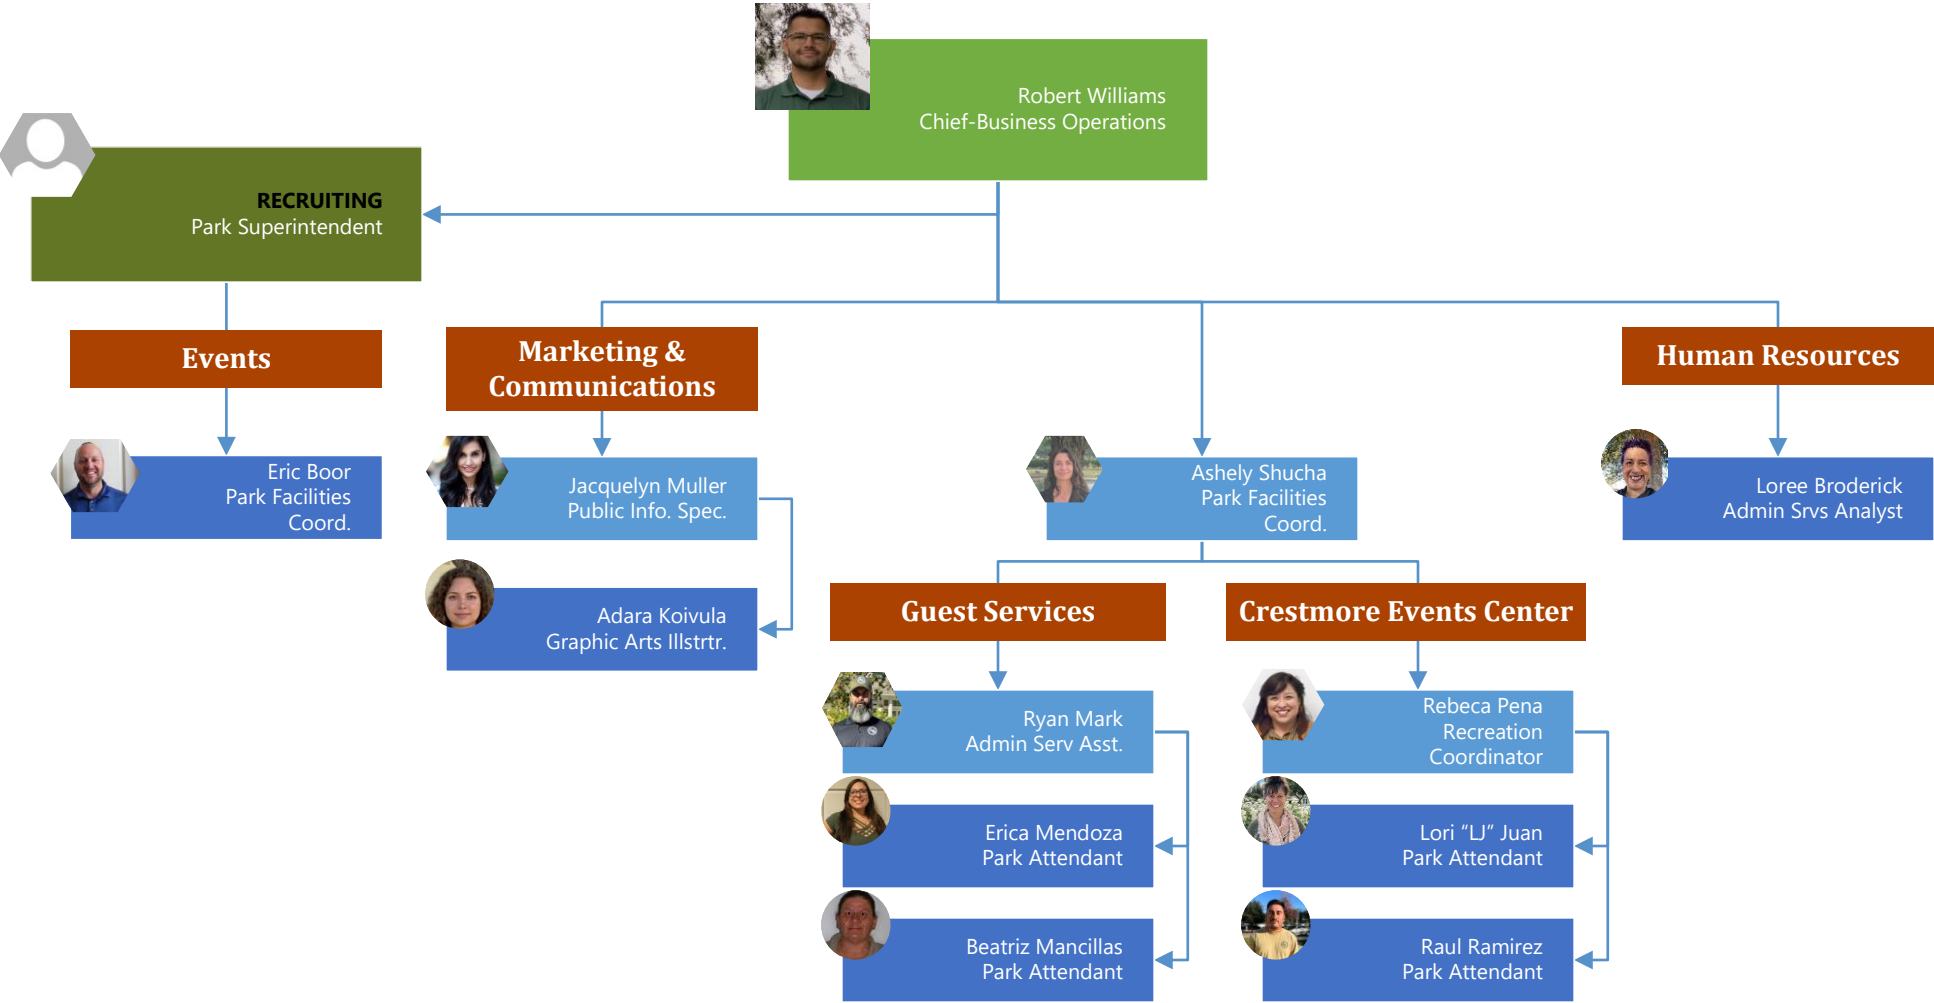 Robert Williams
Chief-Business Operations
RECRUITING
Park Superintendent
Events
Eric Boor
Park Facilities
Coord.
Marketing &
Communications
Jacquelyn Muller
Public Info. Spec.
Adara Koivula
Graphic Arts Illstrtr.
Ashely Shucha
Park Facilities
Coord.
Guest Services
Ryan Mark
Admin Serv Asst.
Erica Mendoza
Park Attendant
Beatriz Mancillas
Park Attendant
Crestmore Events Center
Rebeca Pena
Recreation
Coordinator
Lori “LJ” Juan
Park Attendant
Raul Ramirez
Park Attendant
Human Resources
Loree Broderick
Admin Srvs Analyst